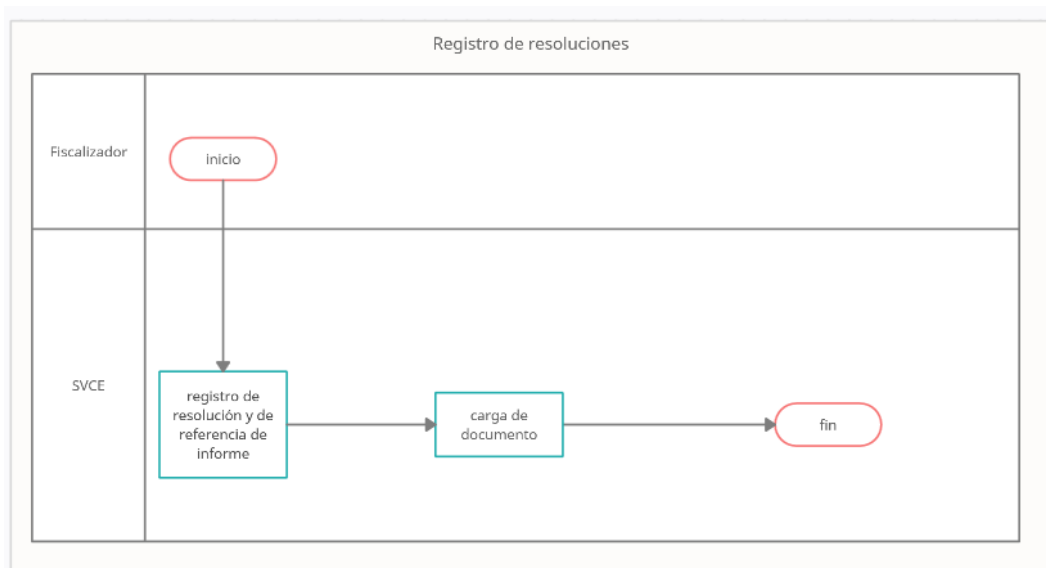 Registro de resoluciones
Fiscalizador
inicio
SVCE
registro de
resolución y de
referencia de
informe
carga de
documento
fin